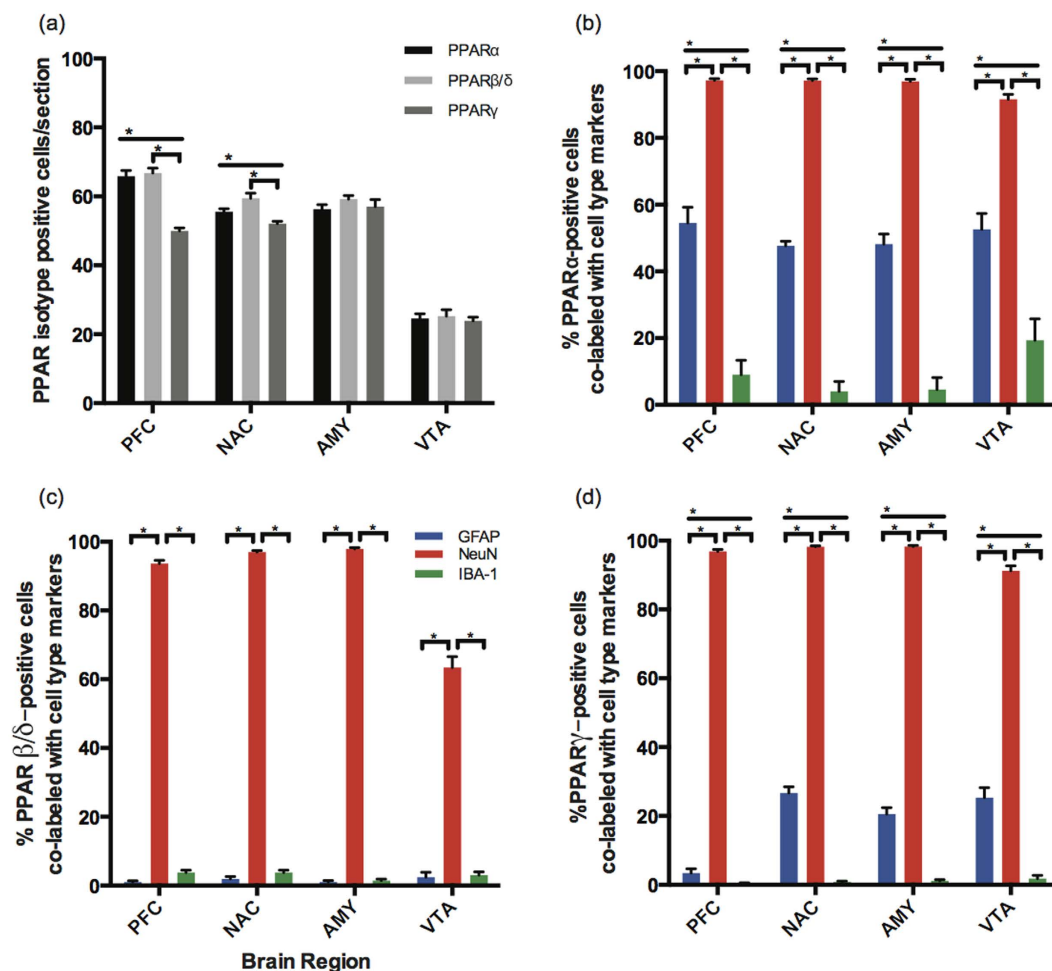 (a)
PPARα
PPARβ/δ
PPARγ
PPAR isotype positive cells/section
100
80
60
40
20
0
*
*
*
*
PFC
NAC
AMY
VTA
(b)
% PPARα-positive cells
co-labeled with cell type markers
100
80
60
40
20
0
* * * *
* * * * * * * *
PFC
NAC
AMY
VTA
(c)
GFAP
NeuN
IBA-1
% PPAR β/δ-positive cells
co-labeled with cell type markers
100
80
60
40
20
0
* * * * * *
* *
PFC
NAC
AMY
VTA
Brain Region
(d)
%PPARγ-positive cells
co-labeled with cell type markers
100
80
60
40
20
0
* * * *
* * * * * * * *
PFC
NAC
AMY
VTA